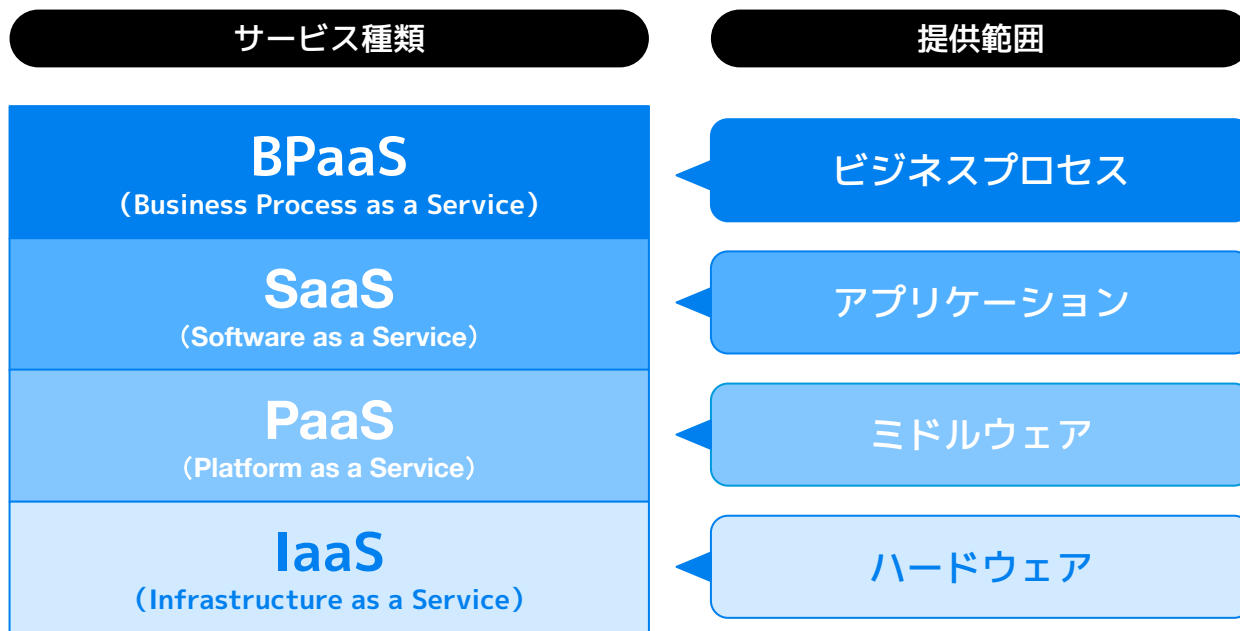 サービス種類
提供範囲
BPaaS
（Business Process as a Service）
ビジネスプロセス
SaaS
（Software as a Service）
アプリケーション
PaaS
（Platform as a Service）
ミドルウェア
IaaS
（Infrastructure as a Service）
ハードウェア